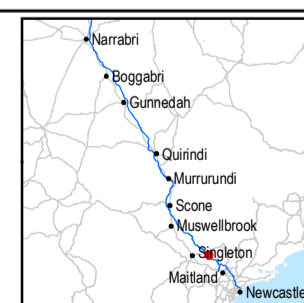 Narrabri
Boggabri
Gunnedah
Quirindi
Murrurundi
Scone
Muswellbrook
Singleton
Maitland
Newcastle